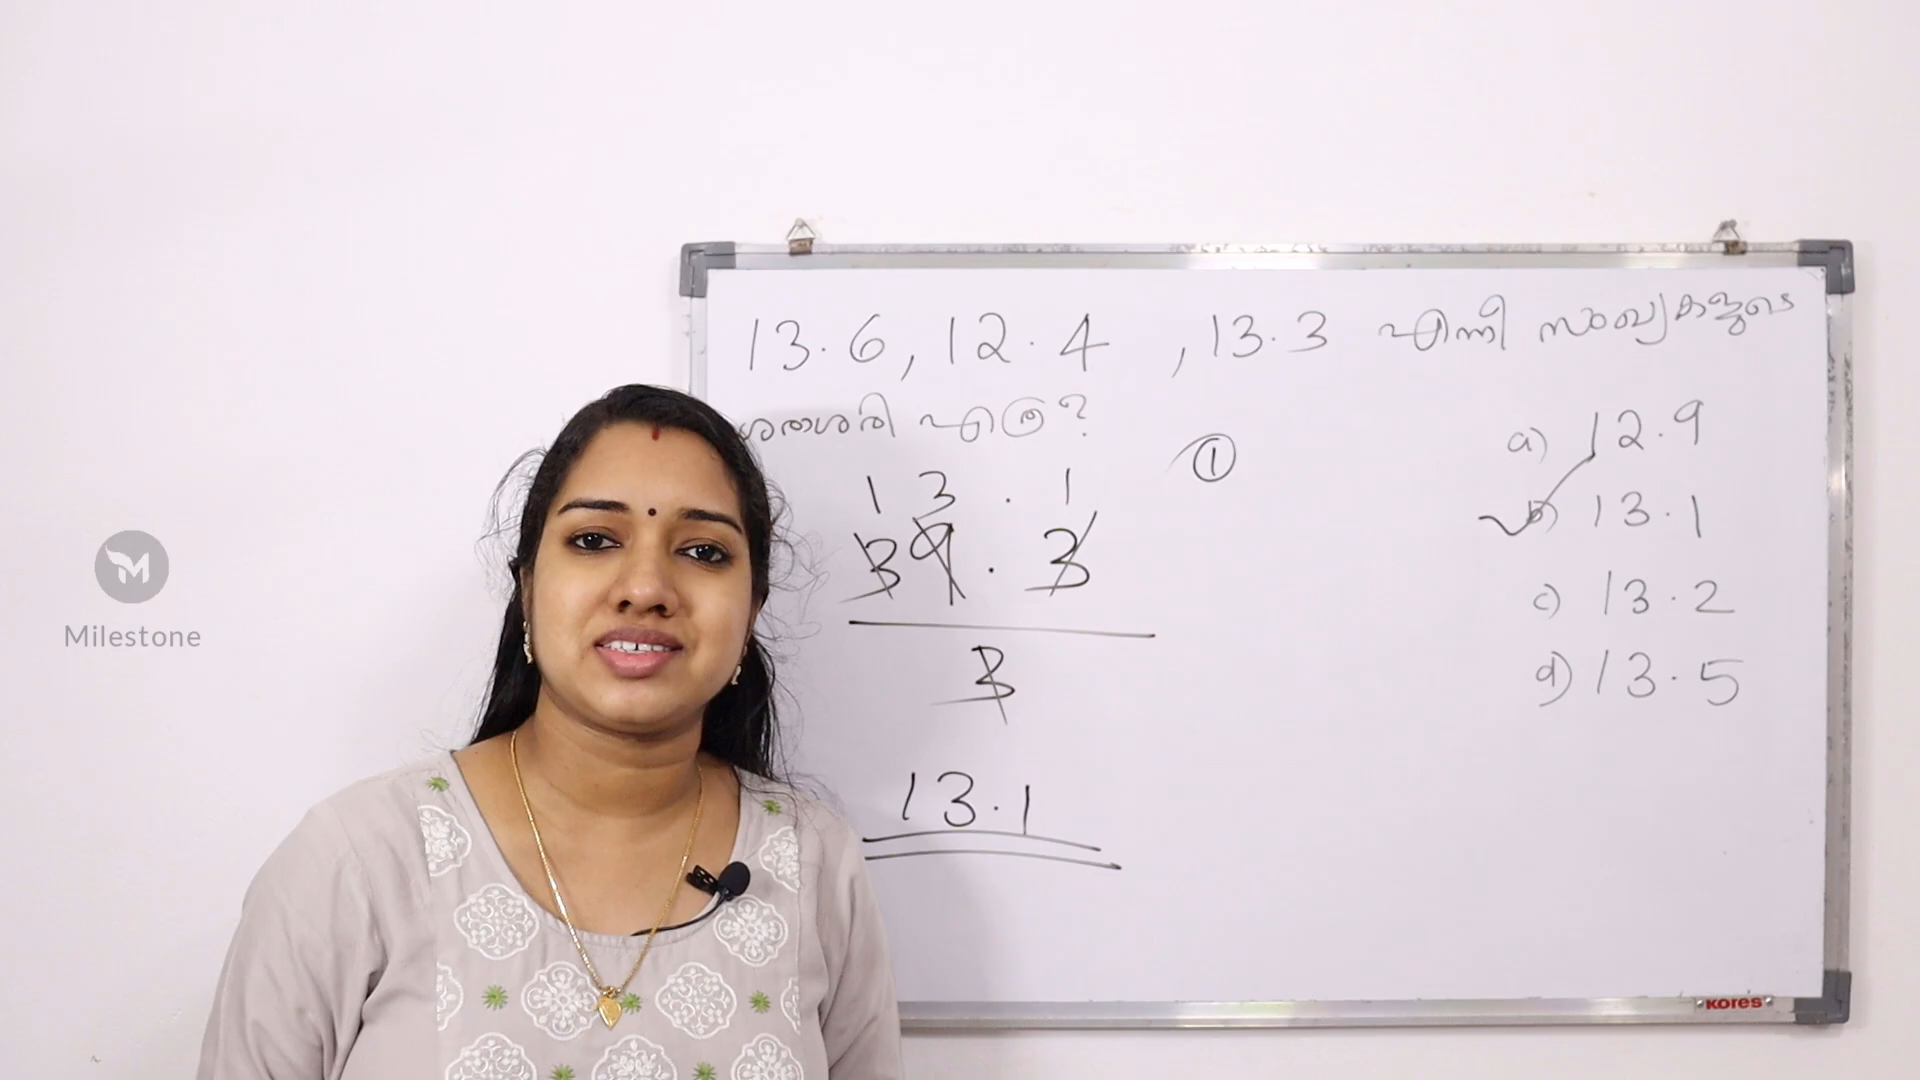 13.6, 12.4 , 13.3 എന്നീ സംഖ്യകളുടെ
ശരാശരി എത്ര?
①
13.1
39.3
3
13.1
a) 12.9
b) 13.1
c) 13.2
d) 13.5
Milestone
KORES